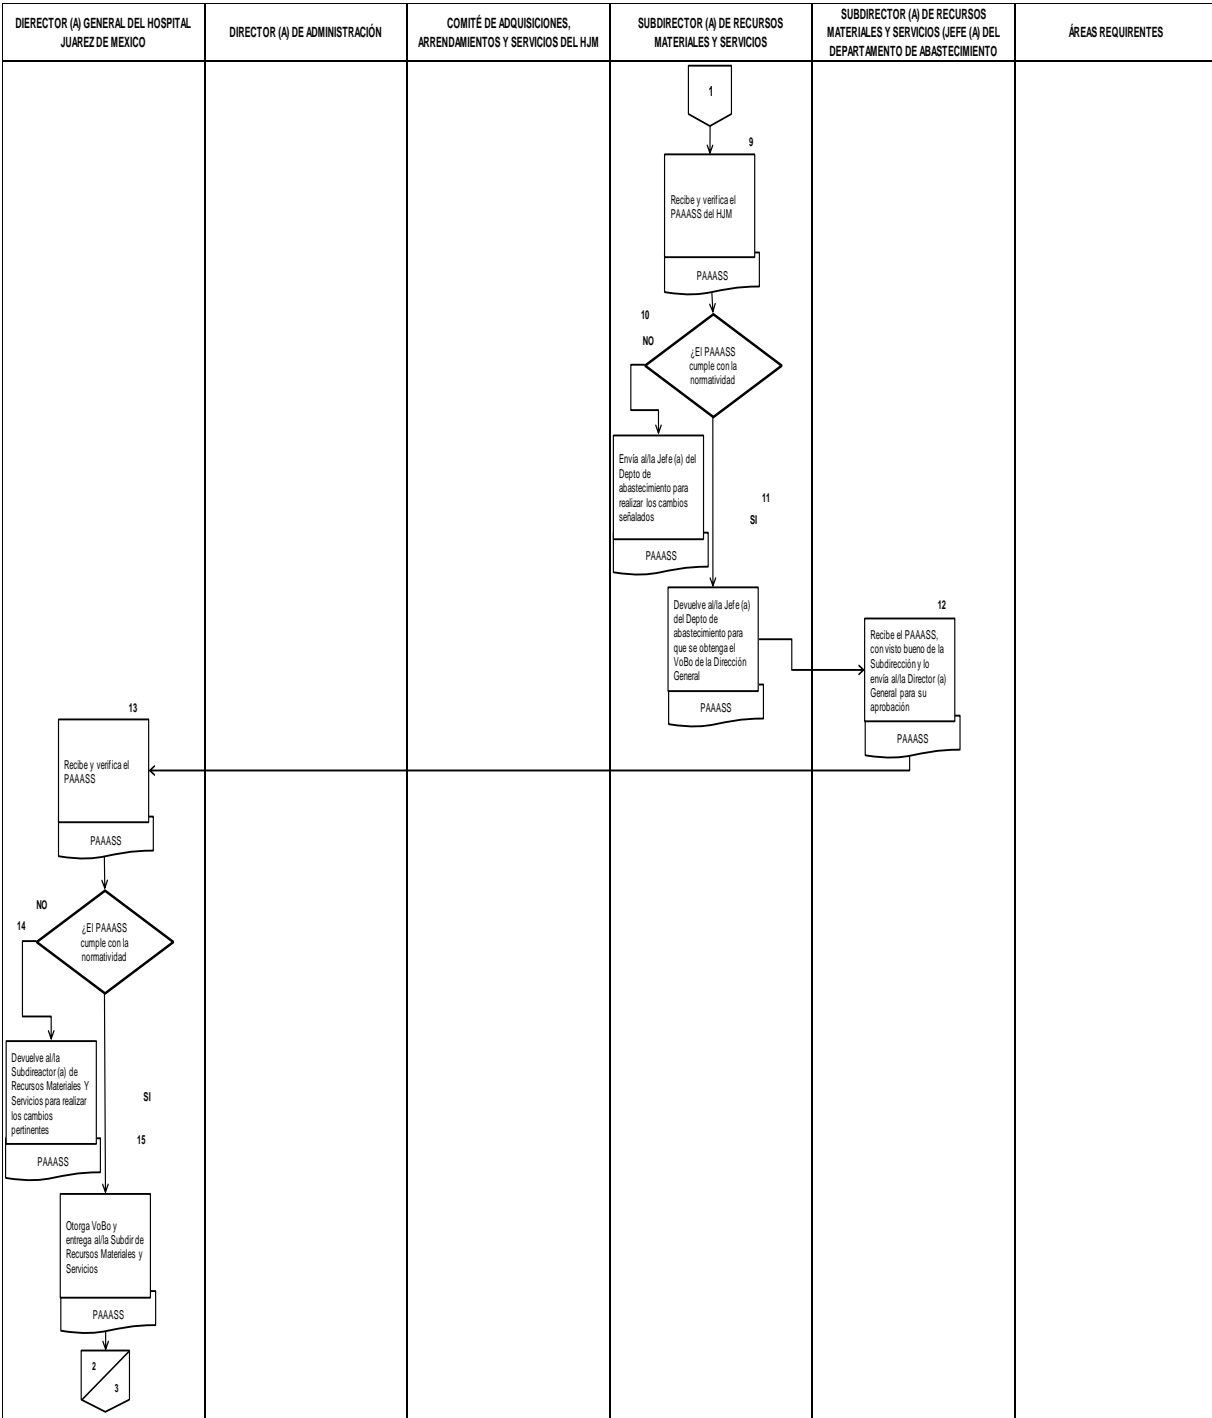 DIERECTOR (A) GENERAL DEL HOSPITAL
JUAREZ DE MEXICO
DIRECTOR (A) DE ADMINISTRACIÓN
COMITÉ DE ADQUISICIONES,
ARRENDAMIENTOS Y SERVICIOS DEL HJM
SUBDIRECTOR (A) DE RECURSOS
MATERIALES Y SERVICIOS
SUBDIRECTOR (A) DE RECURSOS
MATERIALES Y SERVICIOS (JEFE (A) DEL
DEPARTAMENTO DE ABASTECIMIENTO
ÁREAS REQUIRENTES
1
9
Recibe y verifica el
PAAASS del HJM
PAAASS
10
NO
¿El PAAASS
cumple con la
normatividad
Envía al/la Jefe (a) del
Depto de
abastecimiento para
realizar los cambios
señalados
PAAASS
11
SI
Devuelve al/la Jefe (a)
del Depto de
abastecimiento para
que se obtenga el
VoBo de la Dirección
General
PAAASS
12
Recibe el PAAASS,
con visto bueno de la
Subdirección y lo
envía al/la Director (a)
General para su
aprobación
PAAASS
13
Recibe y verifica el
PAAASS
PAAASS
NO
14
¿El PAAASS
cumple con la
normatividad
Devuelve al/la
Subdireactor (a) de
Recursos Materiales Y
Servicios para realizar
los cambios
pertinentes
PAAASS
SI
15
Otorga VoBo y
entrega al/la Subdir de
Recursos Materiales y
Servicios
PAAASS
2
3